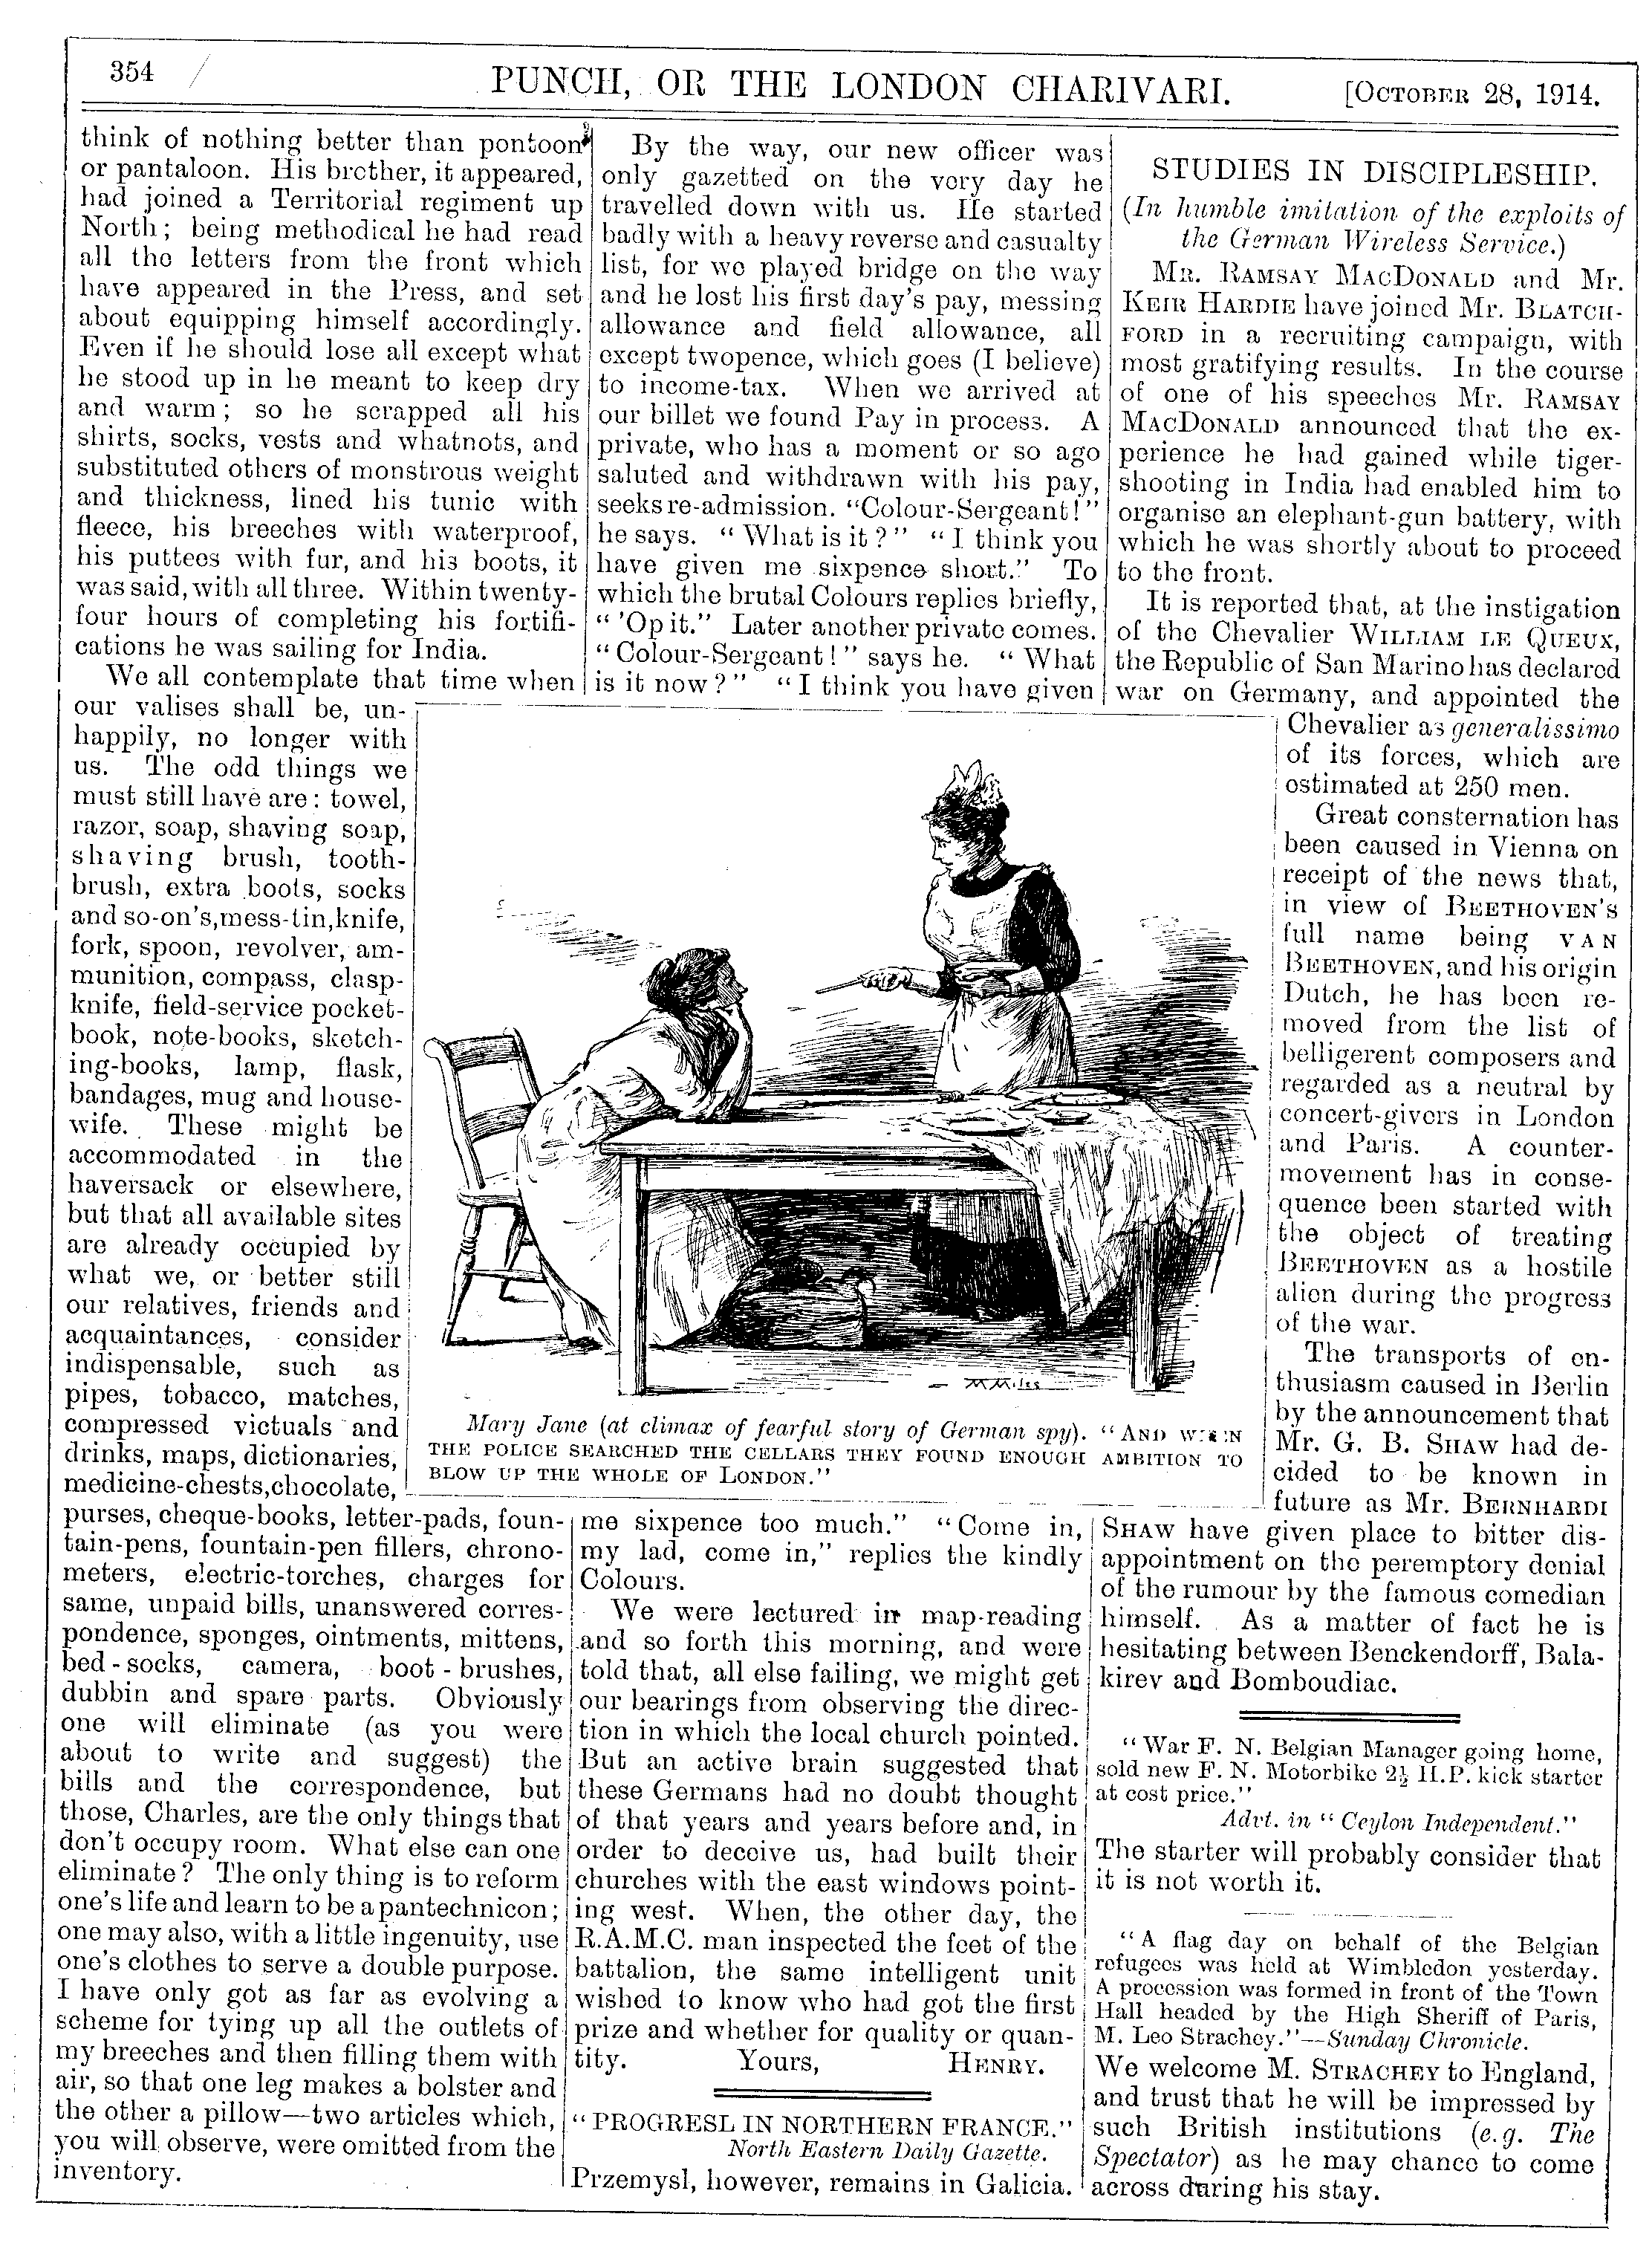 354
PUNCH, OR THE LONDON CHARIVARI.
[OCTOBER 28, 1914.
think of nothing better than pontoon
or pantaloon. His brother, it appeared,
had joined a Territorial regiment up
North; being methodical he had read
all the letters from the front which
have appeared in the Press, and set
about equipping himself accordingly.
Even if he should lose all except what
he stood up in he meant to keep dry
and warm; so he scrapped all his
shirts, socks, vests and whatnots, and
substituted others of monstrous weight
and thickness, lined his tunic with
fleece, his breeches with waterproof,
his puttees with fur, and his boots, it
was said, with all three. Within twenty-
four hours of completing his fortifi-
cations he was sailing for India.
We all contemplate that time when
our valises shall be, un-
happily, no longer with
us. The odd things we
must still have are: towel,
razor, soap, shaving soap,
shaving brush, tooth-
brush, extra boots, socks
and so-on's, mess-tin, knife,
fork, spoon, revolver, am-
munition, compass, clasp-
knife, field-service pocket-
book, note-books, sketch-
ing-books, lamp, flask,
bandages, mug and house-
wife. These might be
accommodated in the
haversack or elsewhere,
but that all available sites
are already occupied by
what we, or better still
our relatives, friends and
acquaintances, consider
indispensable, such as
pipes, tobacco, matches,
compressed victuals and
drinks, maps, dictionaries,
medicine-chests, chocolate,
purses, cheque-books, letter-pads, foun-
tain-pens, fountain-pen fillers, chrono-
meters, electric-torches, charges for
same, unpaid bills, unanswered corres-
pondence, sponges, ointments, mittens,
bed-socks, camera, boot-brushes,
dubbin and spare parts. Obviously
one will eliminate (as you were
about to write and suggest) the
bills and the correspondence, but
those, Charles, are the only things that
don't occupy room. What else can one
eliminate? The only thing is to reform
one's life and learn to be a pantechnicon;
one may also, with a little ingenuity, use
one's clothes to serve a double purpose.
I have only got as far as evolving a
scheme for tying up all the outlets of
my breeches and then filling them with
air, so that one leg makes a bolster and
the other a pillow—two articles which,
you will observe, were omitted from the
inventory.
By the way, our new officer was
only gazetted on the very day he
travelled down with us. He started
badly with a heavy reverse and casualty
list, for we played bridge on the way
and he lost his first day's pay, messing
allowance and field allowance, all
except twopence, which goes (I believe)
to income-tax. When we arrived at
our billet we found Pay in process. A
private, who has a moment or so ago
saluted and withdrawn with his pay,
seeks re-admission. "Colour-Sergeant!"
he says. "What is it?" "I think you
have given me sixpence short." To
which the brutal Colours replies briefly,
"'Op it." Later another private comes.
"Colour-Sergeant!" says he. "What
is it now?" "I think you have given
M Miles
Mary Jane (at climax of fearful story of German spy). "AND WHEN
THE POLICE SEARCHED THE CELLARS THEY FOUND ENOUGH AMBITION TO
BLOW UP THE WHOLE OF LONDON."
me sixpence too much." "Come in,
my lad, come in," replies the kindly
Colours.
We were lectured in map-reading
and so forth this morning, and were
told that, all else failing, we might get
our bearings from observing the direc-
tion in which the local church pointed.
But an active brain suggested that
these Germans had no doubt thought
of that years and years before and, in
order to deceive us, had built their
churches with the east windows point-
ing west. When, the other day, the
R.A.M.C. man inspected the feet of the
battalion, the same intelligent unit
wished to know who had got the first
prize and whether for quality or quan-
tity. Yours, HENRY.
"PROGRESL IN NORTHERN FRANCE."
North Eastern Daily Gazette.
Przemysl, however, remains in Galicia.
STUDIES IN DISCIPLESHIP.
(In humble imitation of the exploits of
the German Wireless Service.)
MR. RAMSAY MACDONALD and Mr.
KEIR HARDIE have joined Mr. BLATCH-
FORD in a recruiting campaign, with
most gratifying results. In the course
of one of his speeches Mr. RAMSAY
MACDONALD announced that the ex-
perience he had gained while tiger-
shooting in India had enabled him to
organise an elephant-gun battery, with
which he was shortly about to proceed
to the front.
It is reported that, at the instigation
of the Chevalier WILLIAM LE QUEUX,
the Republic of San Marino has declared
war on Germany, and appointed the
Chevalier as generalissimo
of its forces, which are
estimated at 250 men.
Great consternation has
been caused in Vienna on
receipt of the news that,
in view of BEETHOVEN'S
full name being VAN
BEETHOVEN, and his origin
Dutch, he has been re-
moved from the list of
belligerent composers and
regarded as a neutral by
concert-givers in London
and Paris. A counter-
movement has in conse-
quence been started with
the object of treating
BEETHOVEN as a hostile
alien during the progress
of the war.
The transports of en-
thusiasm caused in Berlin
by the announcement that
Mr. G. B. SHAW had de-
cided to be known in
future as Mr. BERNHARDI
SHAW have given place to bitter dis-
appointment on the peremptory denial
of the rumour by the famous comedian
himself. As a matter of fact he is
hesitating between Benckendorff, Bala-
kirev and Bomboudiac.
"War F. N. Belgian Manager going home,
sold new F. N. Motorbike 2½ H.P. kick starter
at cost price."
Advt. in "Ceylon Independent."
The starter will probably consider that
it is not worth it.
"A flag day on behalf of the Belgian
refugees was held at Wimbledon yesterday.
A procession was formed in front of the Town
Hall headed by the High Sheriff of Paris,
M. Leo Strachey."—Sunday Chronicle.
We welcome M. STRACHEY to England,
and trust that he will be impressed by
such British institutions (e.g. The
Spectator) as he may chance to come
across during his stay.